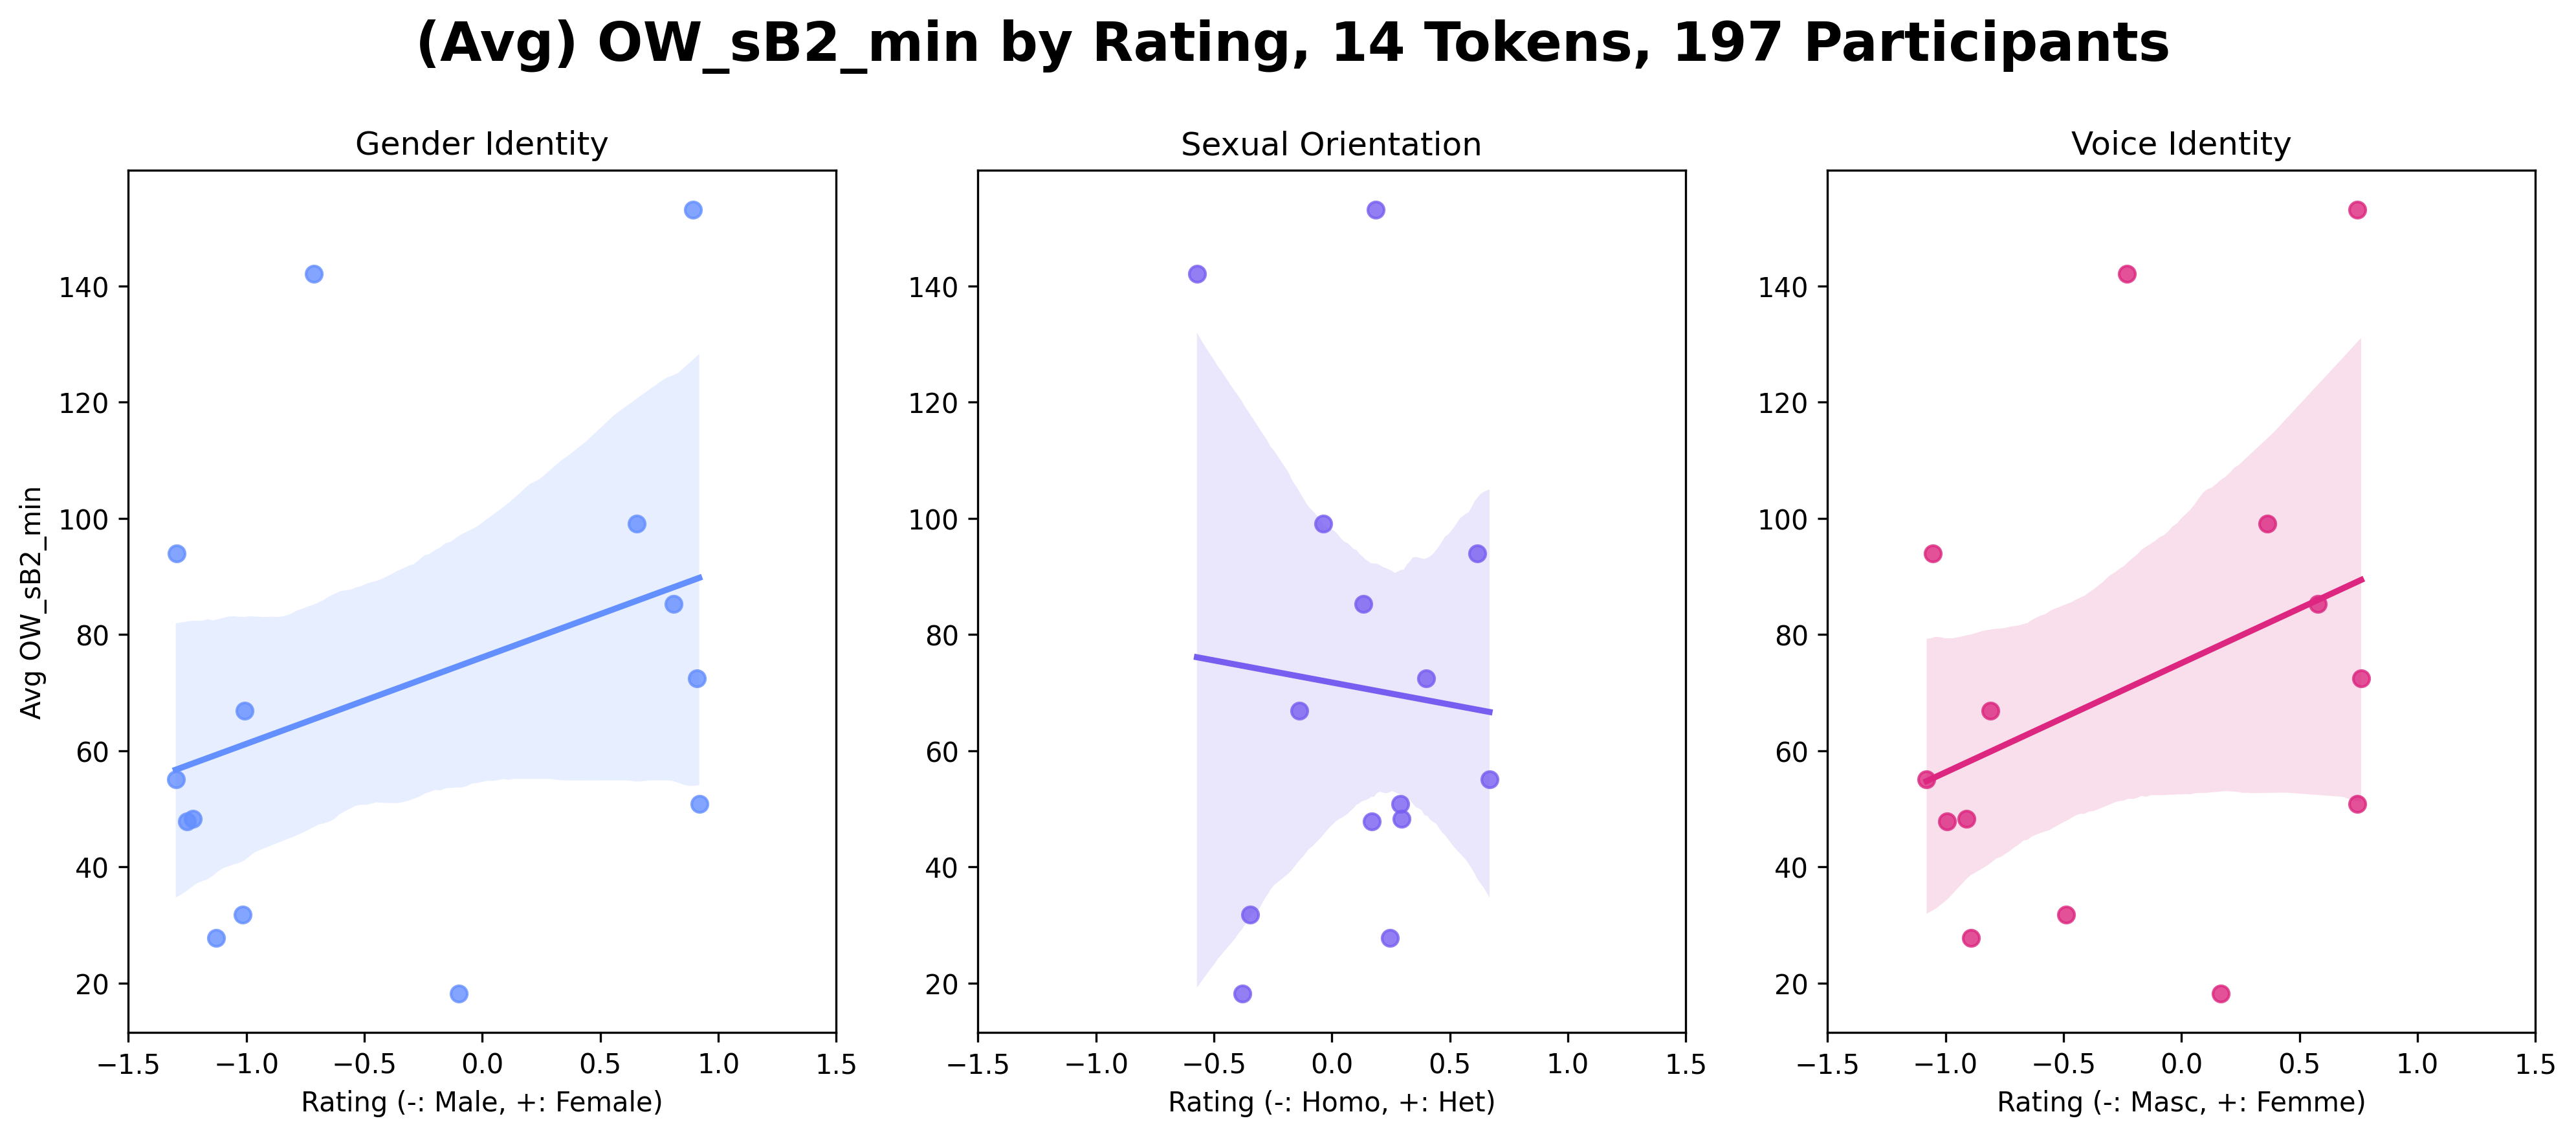 (Avg) OW_sB2_min by Rating, 14 Tokens, 197 Participants
Gender Identity
Sexual Orientation
Voice Identity
Avg OW_sB2_min
140
120
100
80
60
40
20
−1.5 −1.0 −0.5 0.0 0.5 1.0 1.5
Rating (-: Male, +: Female)
140
120
100
80
60
40
20
−1.5 −1.0 −0.5 0.0 0.5 1.0 1.5
Rating (-: Homo, +: Het)
140
120
100
80
60
40
20
−1.5 −1.0 −0.5 0.0 0.5 1.0 1.5
Rating (-: Masc, +: Femme)